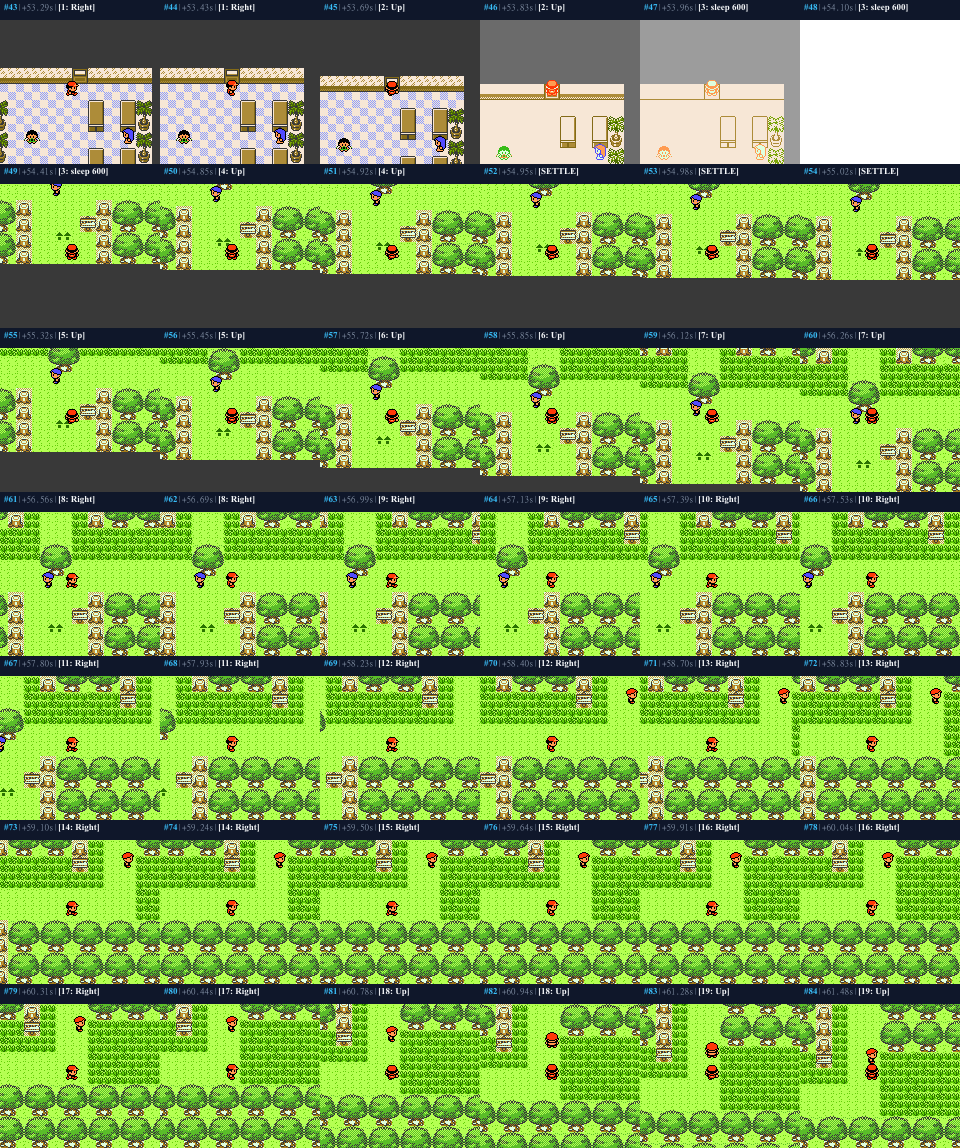 #43|+53.29s|[1: Right] #44|+53.43s|[1: Right] #45|+53.69s|[2: Up] #46|+53.83s|[2: Up] #47|+53.96s|[3: sleep 600] #48|+54.10s|[3: sleep 600]
#49|+54.41s|[3: sleep 600] #50|+54.85s|[4: Up] #51|+54.92s|[4: Up] #52|+54.95s|[SETTLE] #53|+54.98s|[SETTLE] #54|+55.02s|[SETTLE]
#55|+55.32s|[5: Up] #56|+55.45s|[5: Up] #57|+55.72s|[6: Up] #58|+55.85s|[6: Up] #59|+56.12s|[7: Up] #60|+56.26s|[7: Up]
#61|+56.56s|[8: Right] #62|+56.69s|[8: Right] #63|+56.99s|[9: Right] #64|+57.13s|[9: Right] #65|+57.39s|[10: Right] #66|+57.53s|[10: Right]
#67|+57.80s|[11: Right] #68|+57.93s|[11: Right] #69|+58.23s|[12: Right] #70|+58.40s|[12: Right] #71|+58.70s|[13: Right] #72|+58.83s|[13: Right]
#73|+59.10s|[14: Right] #74|+59.24s|[14: Right] #75|+59.50s|[15: Right] #76|+59.64s|[15: Right] #77|+59.91s|[16: Right] #78|+60.04s|[16: Right]
#79|+60.31s|[17: Right] #80|+60.44s|[17: Right] #81|+60.78s|[18: Up] #82|+60.94s|[18: Up] #83|+61.28s|[19: Up] #84|+61.48s|[19: Up]